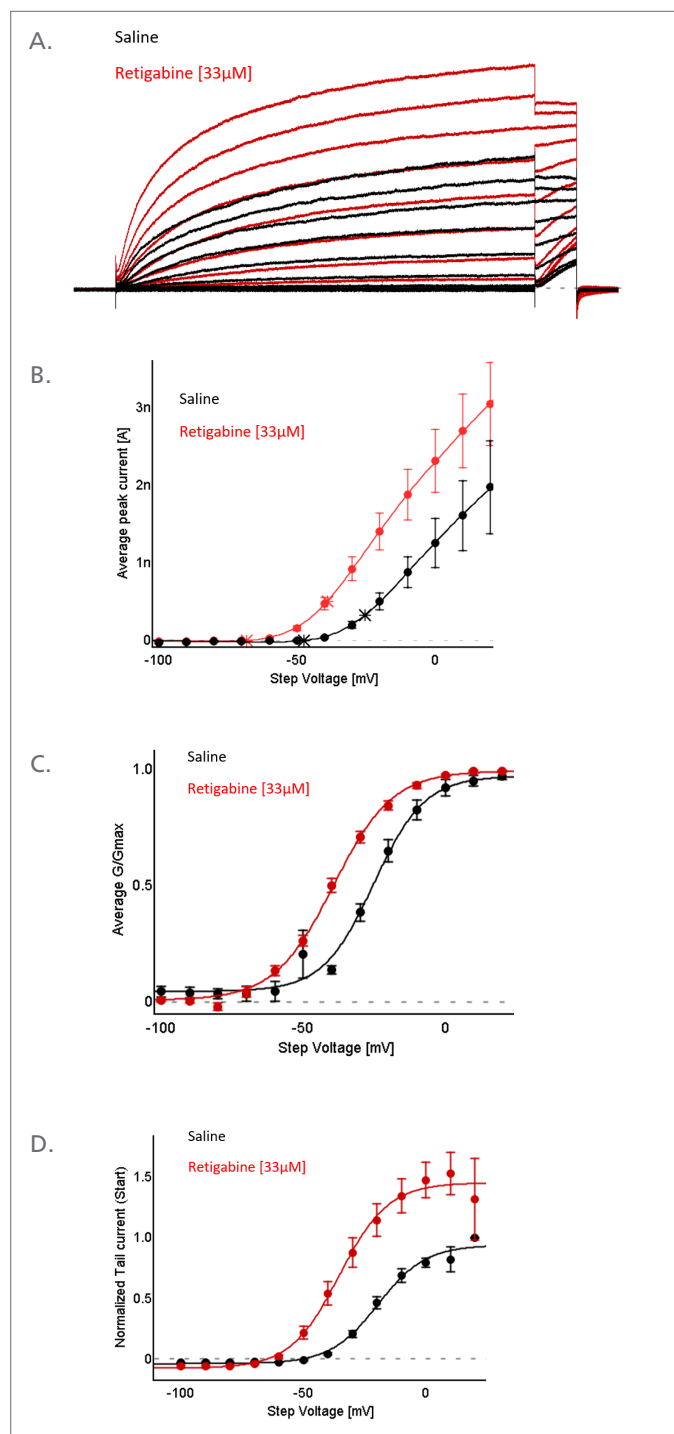 A.
Saline
Retigabine [33µM]
B.
Saline
Retigabine [33µM]
Average peak current [A]
3n
2n
1n
0
-100
-50
0
Step Voltage [mV]
C.
Saline
Retigabine [33µM]
Average G/Gmax
1.0
0.5
0
-100
-50
0
Step Voltage [mV]
D.
Saline
Retigabine [33µM]
Normalized Tail current (Start)
1.5
1.0
0.5
0
-100
-50
0
Step Voltage [mV]